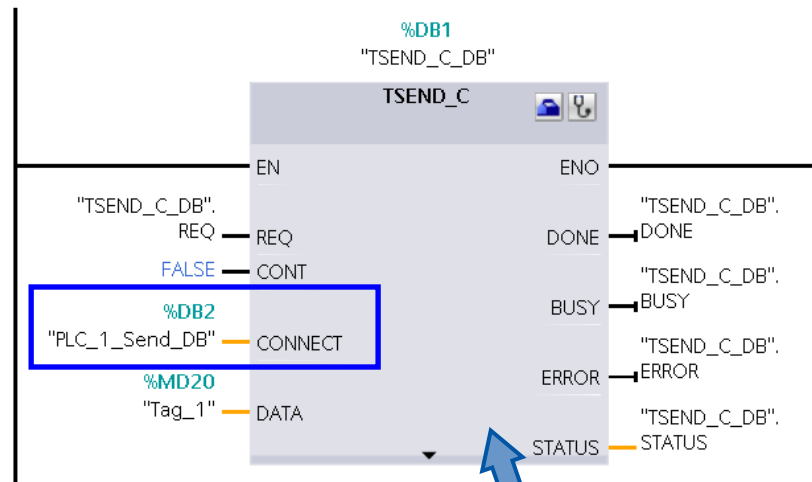 %DB1
"TSEND_C_DB"
TSEND_C
EN
ENO
"TSEND_C_DB".
REQ
REQ
DONE
"TSEND_C_DB".
DONE
FALSE
CONT
%DB2
"PLC_1_Send_DB"
CONNECT
BUSY
"TSEND_C_DB".
BUSY
%MD20
"Tag_1"
DATA
ERROR
"TSEND_C_DB".
ERROR
STATUS
"TSEND_C_DB".
STATUS